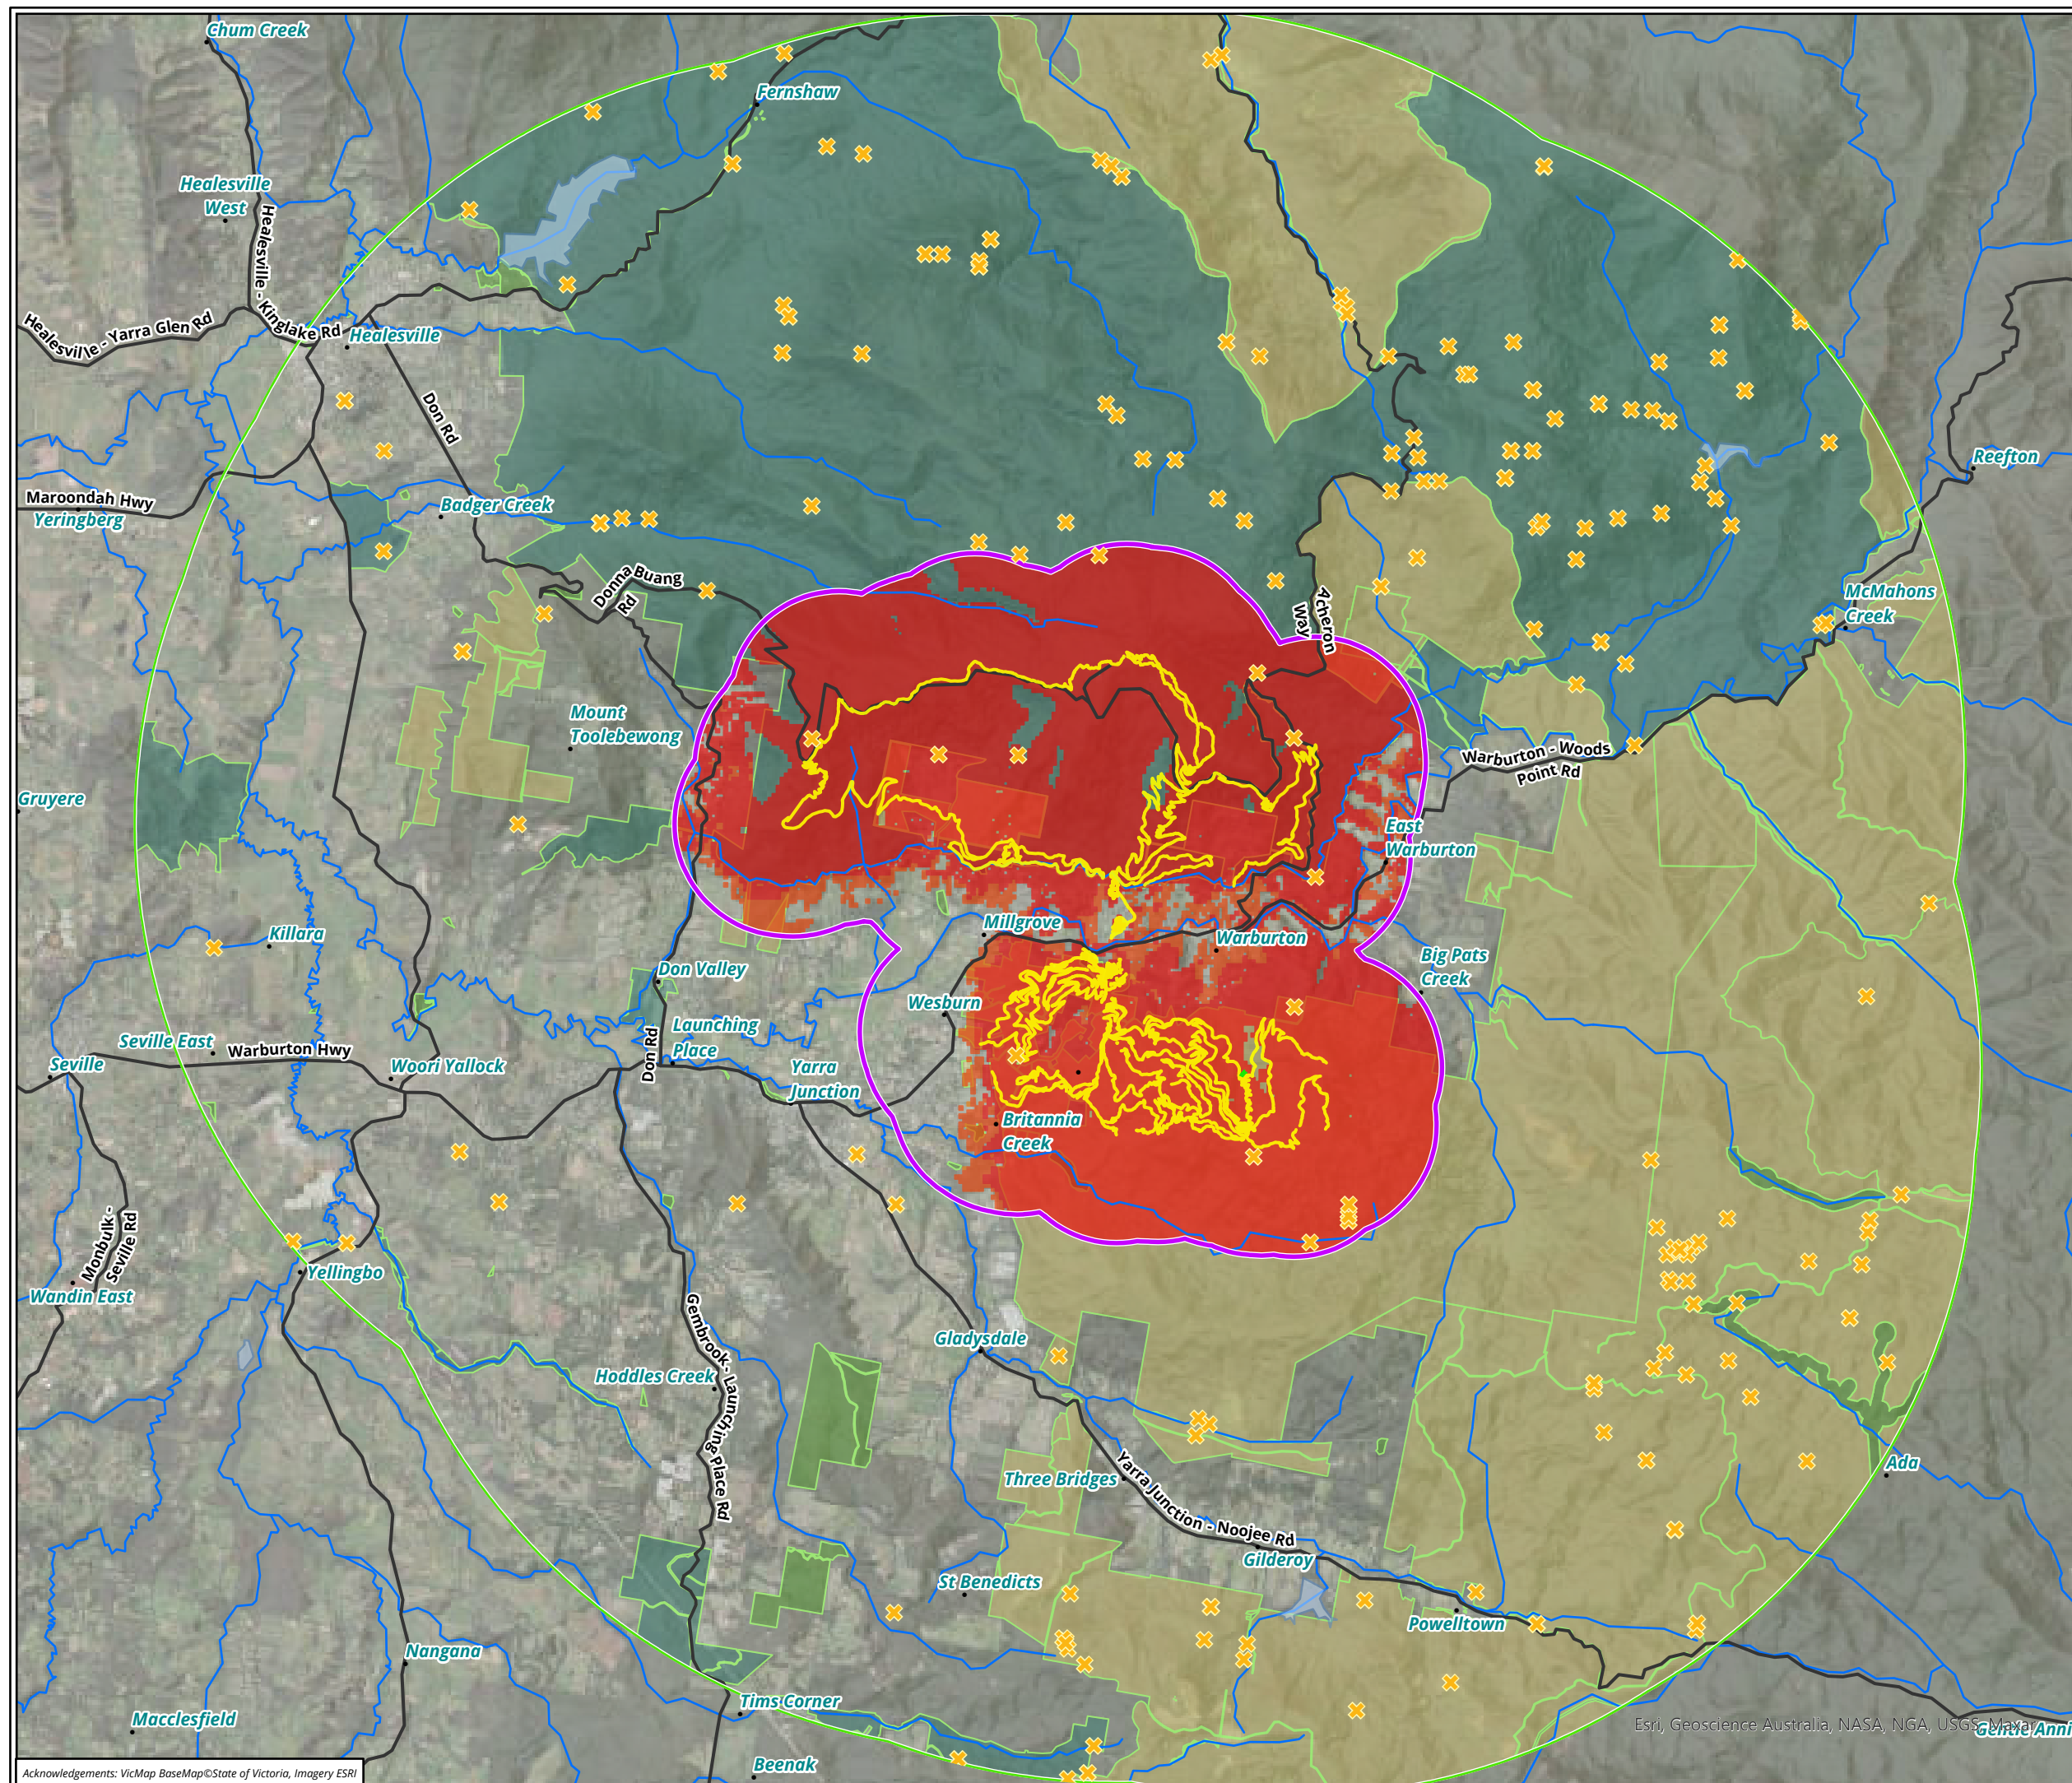 Chum Creek
Fernshaw
Healesville
West
Healesville - Kinglake Rd
Healesville - Yarra Glen Rd
Healesville
Don Rd
Reefton
Maroondah Hwy
Yeringberg
Badger Creek
Donna Buang
Rd
Acheron
Way
McMahons
Creek
Mount
Toolebewong
Warburton - Woods
Point Rd
Gruyere
East
Warburton
Killara
Millgrove
Warburton
Big Pats
Creek
Don Valley
Wesburn
Seville East
Warburton Hwy
Launching
Place
Don Rd
Seville
Woori Yallock
Yarra
Junction
Britannia
Creek
Monbulk -
Seville Rd
Yellingbo
Wandin East
Gembrook - Launching Place Rd
Gladysdale
Hoddles Creek
Three Bridges
Yarra Junction - Noojee Rd
Ada
Gilderoy
St Benedicts
Powelltown
Nangana
Tims Corner
Macclesfield
Esri, Geoscience Australia, NASA, NGA, USGS, Maxar
Gentle Anni
Beenak
Acknowledgements: VicMap BaseMap©State of Victoria, Imagery ESRI